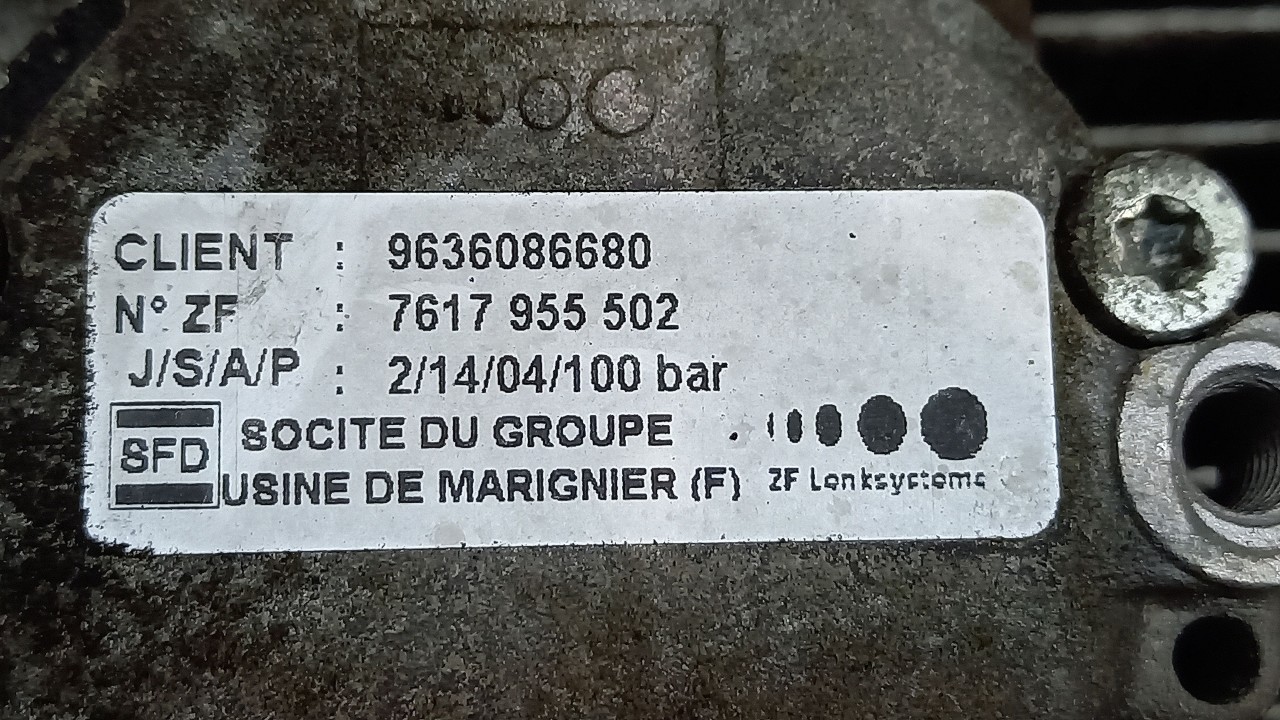 CLIENT : 9636086680
N° ZF : 7617 955 502
J/S/A/P : 2/14/04/100 bar
SFD
SOCITE DU GROUPE
USINE DE MARIGNIER (F)
ZF Lenksysteme